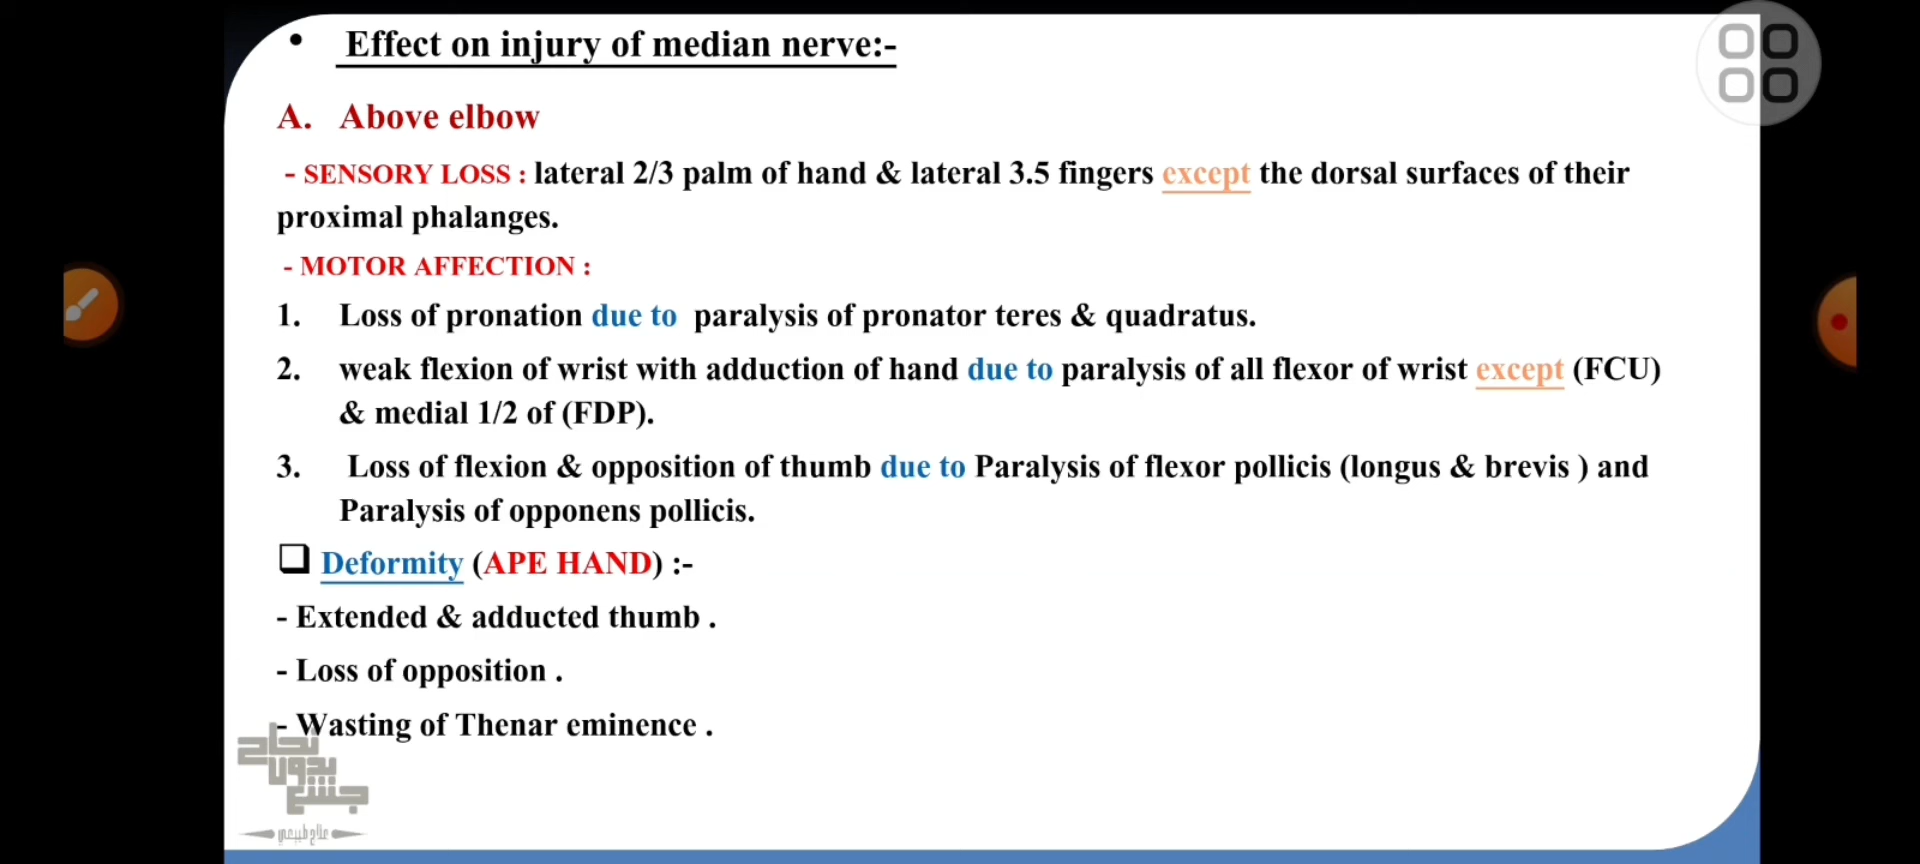 • Effect on injury of median nerve:-
A. Above elbow
- SENSORY LOSS : lateral 2/3 palm of hand & lateral 3.5 fingers except the dorsal surfaces of their
proximal phalanges.
- MOTOR AFFECTION :
1. Loss of pronation due to paralysis of pronator teres & quadratus.
2. weak flexion of wrist with adduction of hand due to paralysis of all flexor of wrist except (FCU)
& medial 1/2 of (FDP).
3. Loss of flexion & opposition of thumb due to Paralysis of flexor pollicis (longus & brevis ) and
Paralysis of opponens pollicis.
❑ Deformity (APE HAND) :-
- Extended & adducted thumb .
- Loss of opposition .
- Wasting of Thenar eminence .
نجاح
بدون
جشع
علاج طبيعي